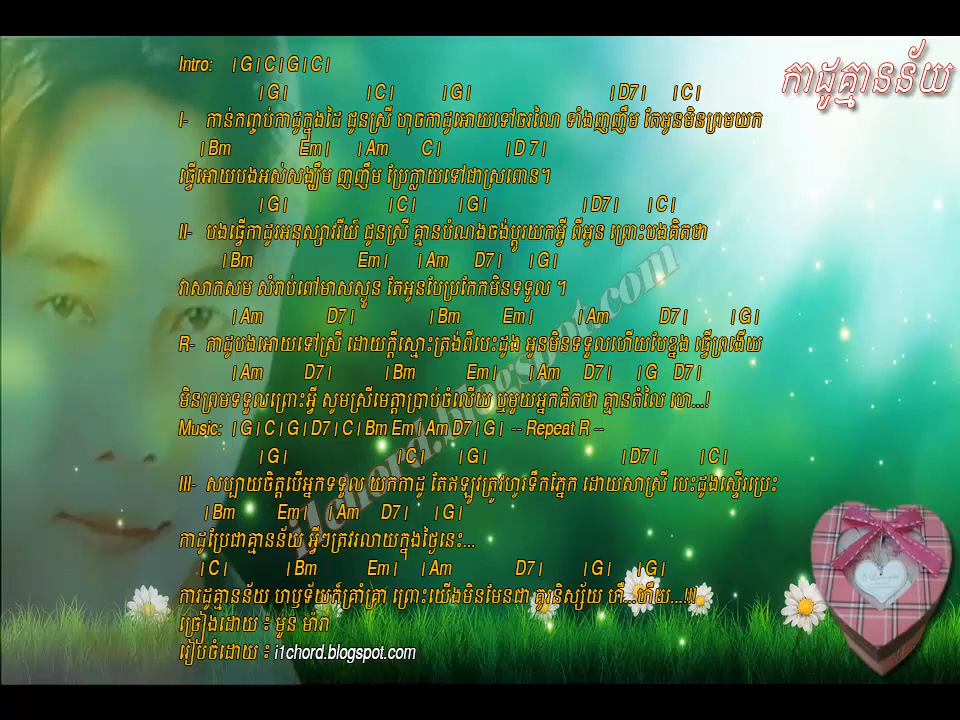 កាដូគ្មានន័យ
Intro: | G | C | G | C |
| G | | C | | G | | D7 | | C |
I- កាន់កញ្ចប់កាដូក្នុងដៃ ជូនស្រី ហុចកាដូអោយទៅចរណៃ ទាំងញញឹម តែអូនមិនព្រមយក
| Bm Em | | Am C | | D 7 |
ធ្វើអោយបងអស់សង្ឃឹម ញញឹម ប្រែក្លាយទៅជាស្រពោន។
| G | | C | | G | | D7 | | C |
II- បងធ្វើកាដូរអនុស្សាវរីយ៍ ជូនស្រី គ្មានបំណងចង់ប្ដូរយកអ្វី ពីអូន ព្រោះបងគិតថា
| Bm Em | | Am D7 | | G |
វាសាកសម សំរាប់ពៅមាសស្ងួន តែអូនបែប្រកែកមិនទទួល ។
| Am D7 | | Bm Em | | Am D7 | | G |
R- កាដូបងអោយទៅស្រី ដោយក្ដីស្មោះត្រង់ពីបេះដូង អូនមិនទទួលហើយបែខ្នង ធ្វើព្រងើយ
| Am D7 | | Bm Em | | Am D7 | | G D7 |
មិនព្រមទទួលព្រោះអ្វី សូមស្រីមេត្តាប្រាប់ចំលើយ ឬមួយអ្នកគិតថា គ្មានតំលៃ ហេ...!
Music: | G | C | G | D7 | C | Bm Em | Am D7 | G | -- Repeat R --
| G | | C | | G | | D7 | | C |
III- សប្បាយចិត្តបើអ្នកទទួល យកកាដូ តែឥឡូវត្រូវហូរទឹកភ្នែក ដោយសាស្រី បេះដូងស្ទើរប្រេះ
| Bm Em | | Am D7 | | G |
កាដូប្រែជាគ្មានន័យ អ្វីៗត្រវរលាយក្នុងថ្ងៃនេះ...
| C | | Bm Em | | Am D7 | | G | | G |
ការដូគ្មានន័យ ហឫទ័យក៏គ្រាំគ្រា ព្រោះយើងមិនមែនជា គូរនិស្ស័យ ហឺ...ហឺយ...!!!
ច្រៀងដោយ ៖ មួន ម៉ារ៉ា
រៀបចំដោយ ៖ i1chord.blogspot.com
i1chord.blogspot.com